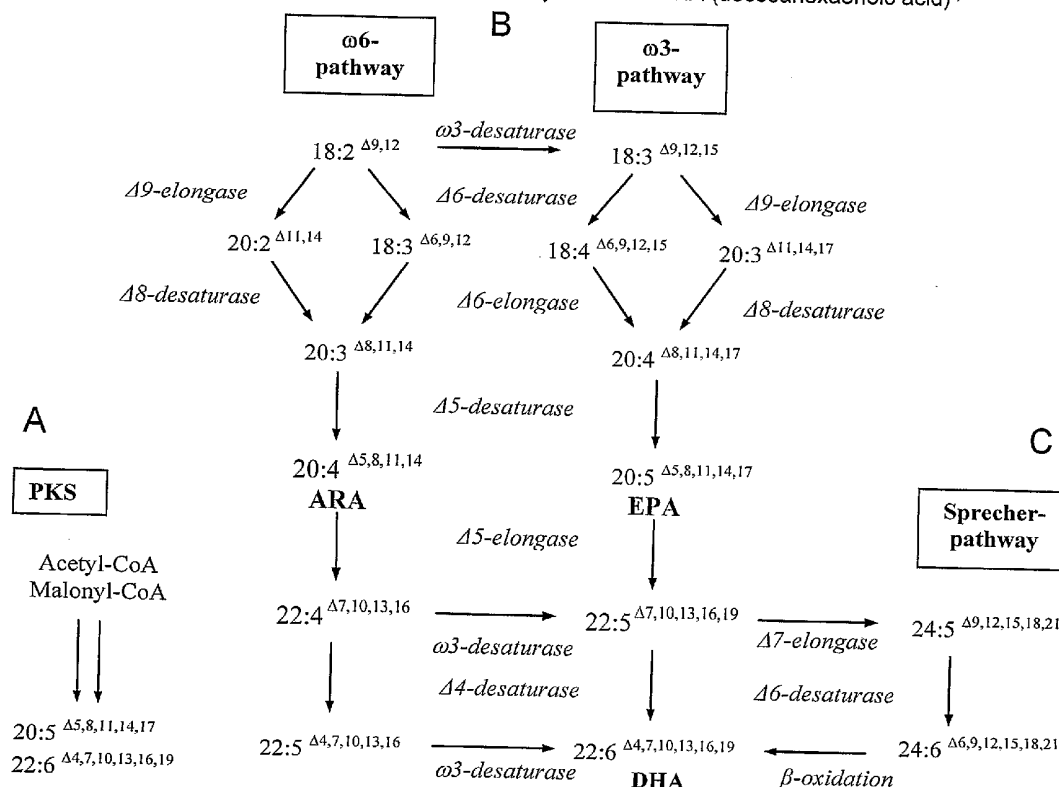 (docosahexaenoic acid)
B
ω6-
pathway
ω3-
pathway
18:2 Δ9,12
ω3-desaturase
18:3 Δ9,12,15
Δ9-elongase
Δ6-desaturase
Δ9-elongase
20:2 Δ11,14
18:3 Δ6,9,12
18:4 Δ6,9,12,15
20:3 Δ11,14,17
Δ8-desaturase
Δ6-elongase
Δ8-desaturase
20:3 Δ8,11,14
20:4 Δ8,11,14,17
Δ5-desaturase
A
C
PKS
20:4 Δ5,8,11,14
ARA
20:5 Δ5,8,11,14,17
EPA
Sprecher-
pathway
Acetyl-CoA
Malonyl-CoA
Δ5-elongase
22:4 Δ7,10,13,16
22:5 Δ7,10,13,16,19
24:5 Δ9,12,15,18,21
ω3-desaturase
Δ7-elongase
Δ4-desaturase
Δ6-desaturase
20:5 Δ5,8,11,14,17
22:6 Δ4,7,10,13,16,19
22:5 Δ4,7,10,13,16
22:6 Δ4,7,10,13,16,19
24:6 Δ6,9,12,15,18,21
ω3-desaturase
DHA
β-oxidation